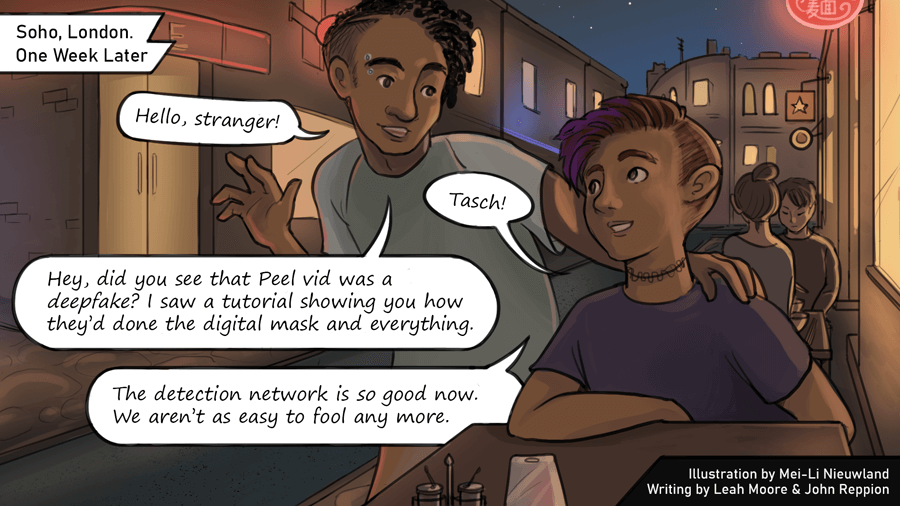 Soho, London.
One Week Later
麵
Hello, stranger!
Tasch!
Hey, did you see that Peel vid was a
deepfake? I saw a tutorial showing you how
they'd done the digital mask and everything.
The detection network is so good now.
We aren't as easy to fool any more.
Illustration by Mei-Li Nieuwland
Writing by Leah Moore & John Reppion